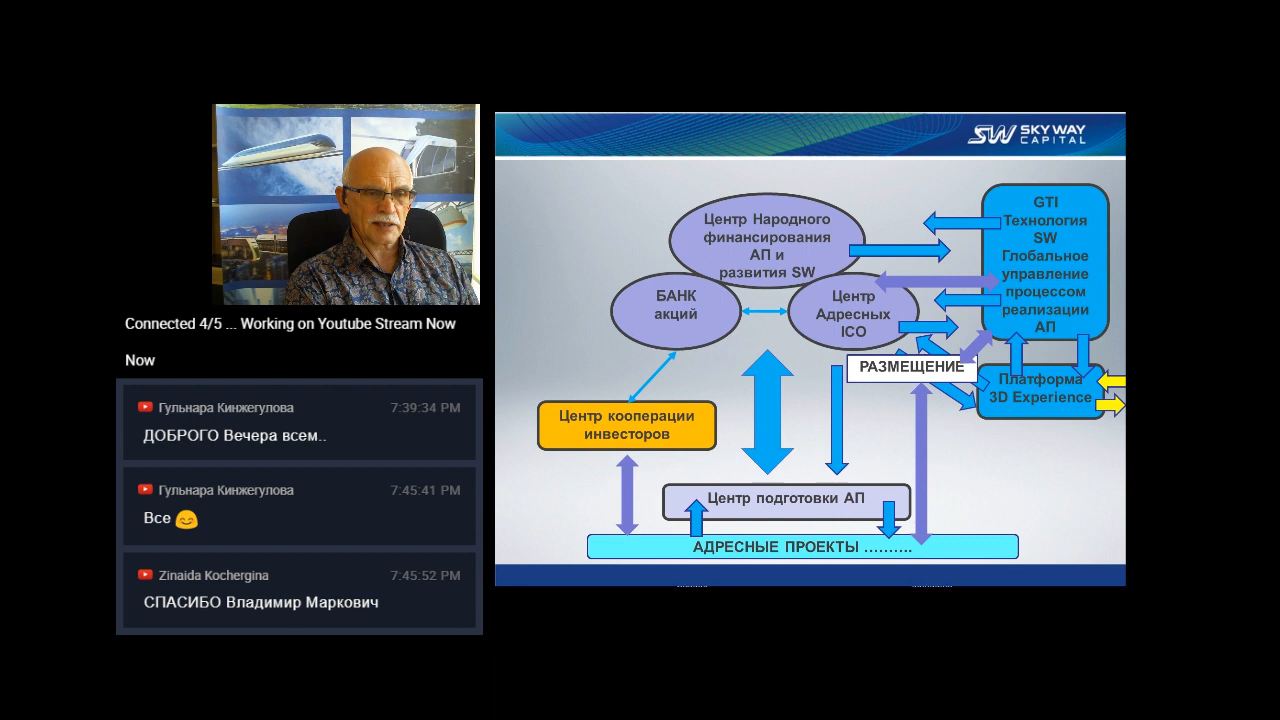 Connected 4/5 ... Working on Youtube Stream Now
Now
Гульнара Кинжегулова 7:39:34 PM
ДОБРОГО Вечера всем..
Гульнара Кинжегулова 7:45:41 PM
Все 😊
Zinaida Kochergina 7:45:52 PM
СПАСИБО Владимир Маркович
SW SKY WAY
CAPITAL
Центр Народного
финансирования
АП и
развития SW
БАНК
акций
Центр
Адресных
ICO
GTI
Технология
SW
Глобальное
управление
процессом
реализации
АП
РАЗМЕЩЕНИЕ
Платформа
3D Experience
Центр кооперации
инвесторов
Центр подготовки АП
АДРЕСНЫЕ ПРОЕКТЫ ……….